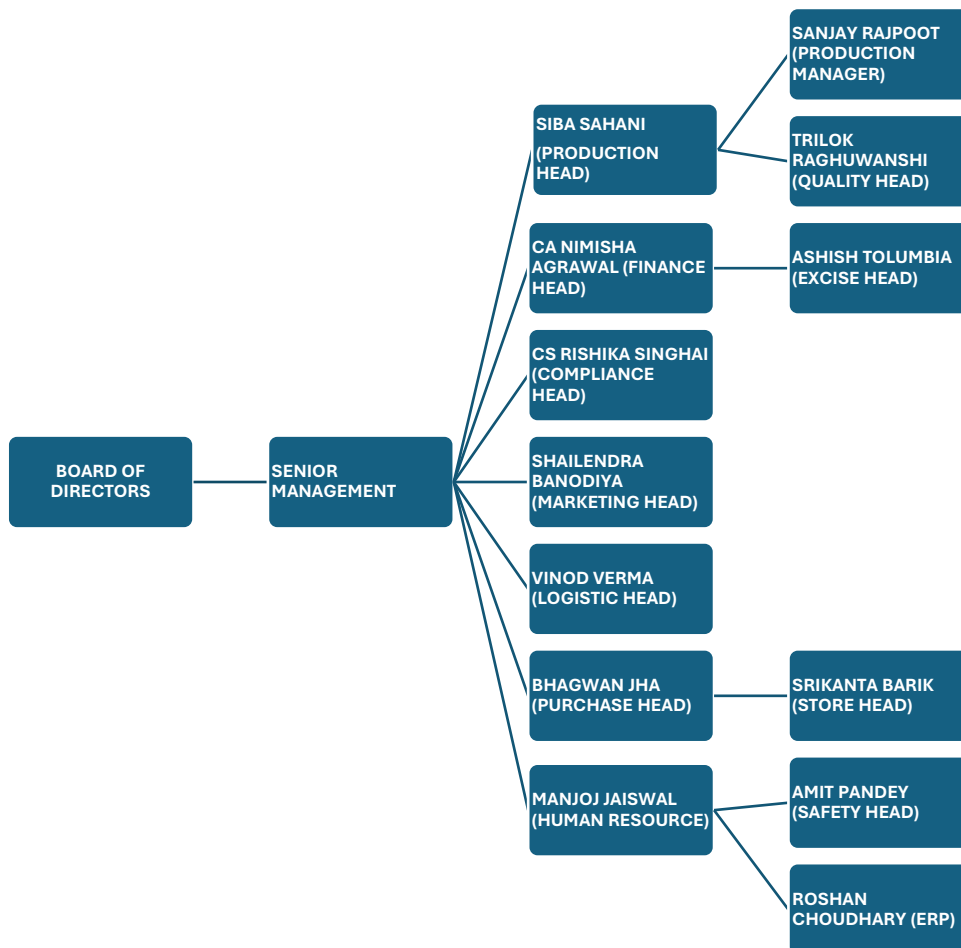 BOARD OF
DIRECTORS
SENIOR
MANAGEMENT
SIBA SAHANI
(PRODUCTION
HEAD)
SANJAY RAJPOOT
(PRODUCTION
MANAGER)
TRILOK
RAGHUWANSHI
(QUALITY HEAD)
CA NIMISHA
AGRAWAL (FINANCE
HEAD)
ASHISH TOLUMBIA
(EXCISE HEAD)
CS RISHIKA SINGHAI
(COMPLIANCE
HEAD)
SHAILENDRA
BANODIYA
(MARKETING HEAD)
VINOD VERMA
(LOGISTIC HEAD)
BHAGWAN JHA
(PURCHASE HEAD)
SRIKANTA BARIK
(STORE HEAD)
MANJOJ JAISWAL
(HUMAN RESOURCE)
AMIT PANDEY
(SAFETY HEAD)
ROSHAN
CHOUDHARY (ERP)